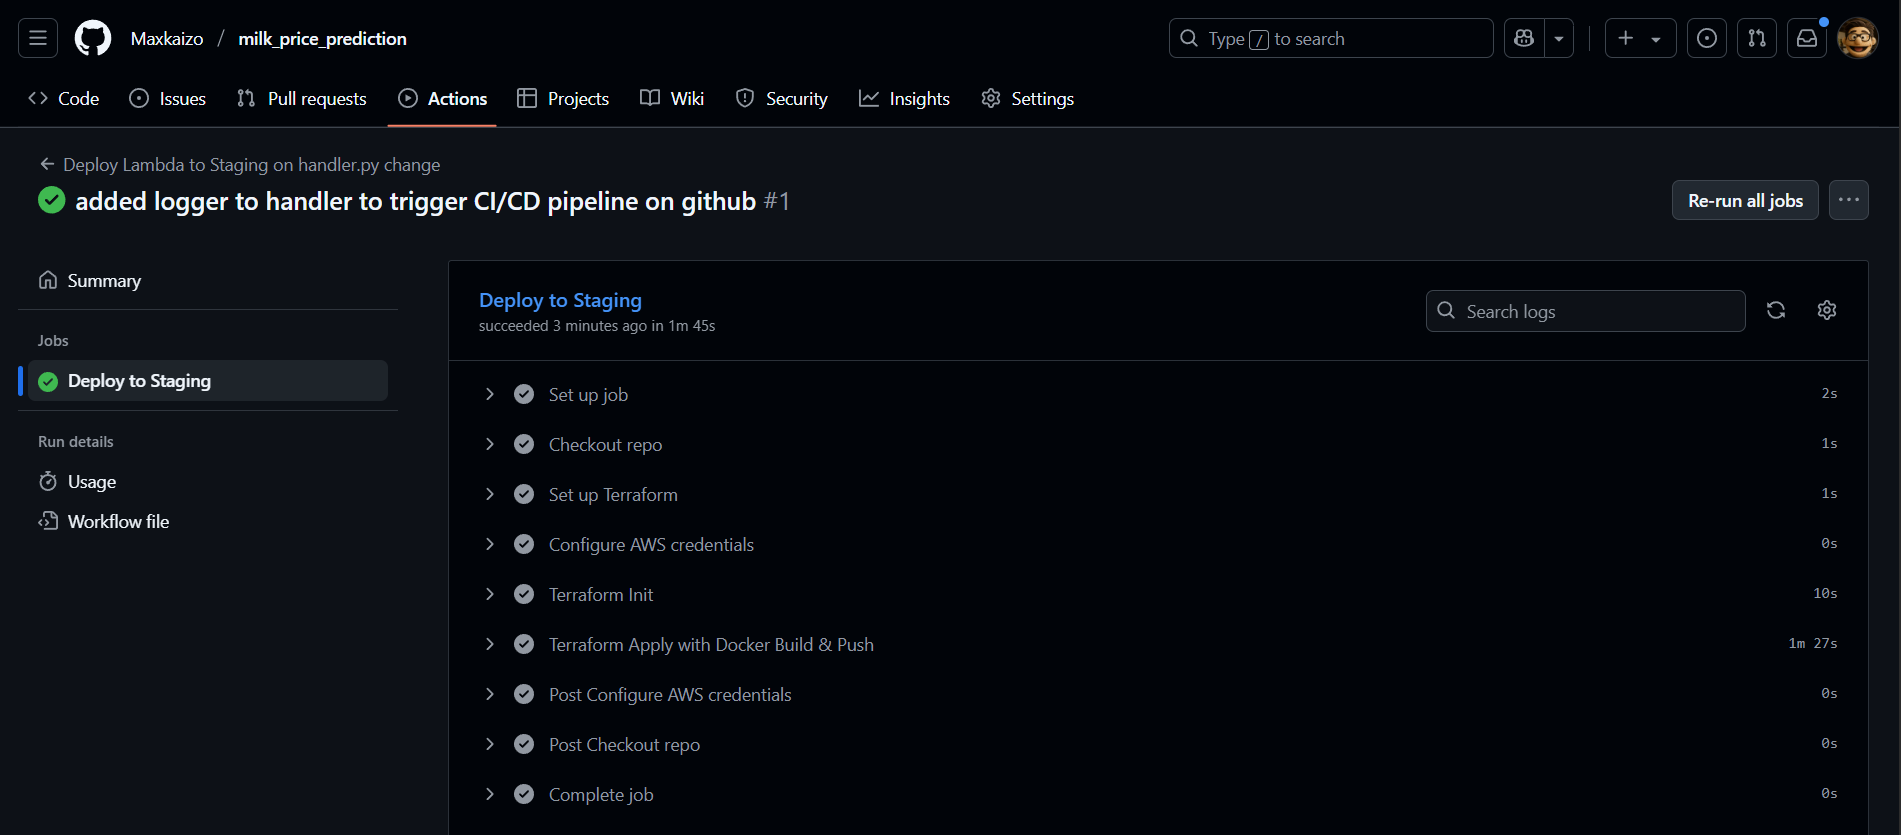 Maxkaizo / milk_price_prediction
Type / to search
Code
Issues
Pull requests
Actions
Projects
Wiki
Security
Insights
Settings
Deploy Lambda to Staging on handler.py change
added logger to handler to trigger CI/CD pipeline on github #1
Re-run all jobs
Summary
Jobs
Deploy to Staging
Run details
Usage
Workflow file
Deploy to Staging
succeeded 3 minutes ago in 1m 45s
Search logs
Set up job 2s
Checkout repo 1s
Set up Terraform 1s
Configure AWS credentials 0s
Terraform Init 10s
Terraform Apply with Docker Build & Push 1m 27s
Post Configure AWS credentials 0s
Post Checkout repo 0s
Complete job 0s